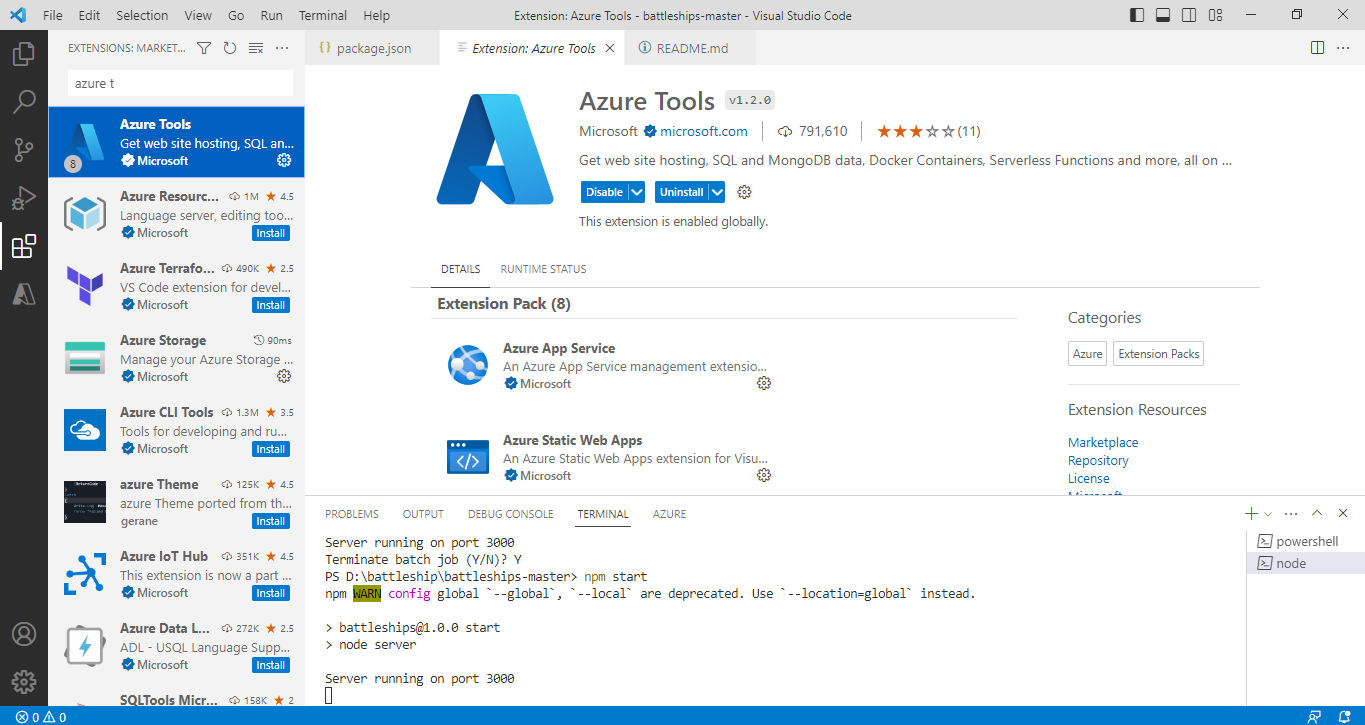 File Edit Selection View Go Run Terminal Help Extension: Azure Tools - battleships-master - Visual Studio Code
EXTENSIONS: MARKET...
azure t
Azure Tools
Get web site hosting, SQL an...
8
Microsoft
Azure Resourc... 1M 4.5
Language server, editing too...
Microsoft Install
Azure Terrafo... 490K 2.5
VS Code extension for devel...
Microsoft Install
Azure Storage 90ms
Manage your Azure Storage ...
Microsoft
Azure CLI Tools 1.3M 3.5
Tools for developing and ru...
Microsoft Install
azure Theme 125K 4.5
azure Theme ported from th...
gerane Install
Azure IoT Hub 351K 4.5
This extension is now a part ...
Microsoft Install
Azure Data L... 272K 2.5
ADL - USQL Language Supp...
Microsoft Install
SQLTools Micr... 158K 2
{} package.json Extension: Azure Tools README.md
Azure Tools v1.2.0
Microsoft microsoft.com 791,610 (11)
Get web site hosting, SQL and MongoDB data, Docker Containers, Serverless Functions and more, all on ...
Disable Uninstall
This extension is enabled globally.
DETAILS RUNTIME STATUS
Extension Pack (8)
Azure App Service
An Azure App Service management extensio...
Microsoft
Azure Static Web Apps
An Azure Static Web Apps extension for Visu...
Microsoft
Categories
Azure Extension Packs
Extension Resources
Marketplace
Repository
License
Microsoft
PROBLEMS OUTPUT DEBUG CONSOLE TERMINAL AZURE
Server running on port 3000
Terminate batch job (Y/N)? Y
PS D:\battleship\battleships-master> npm start
npm WARN config global `--global`, `--local` are deprecated. Use `--location=global` instead.
> battleships@1.0.0 start
> node server
Server running on port 3000
powershell
node
0 0